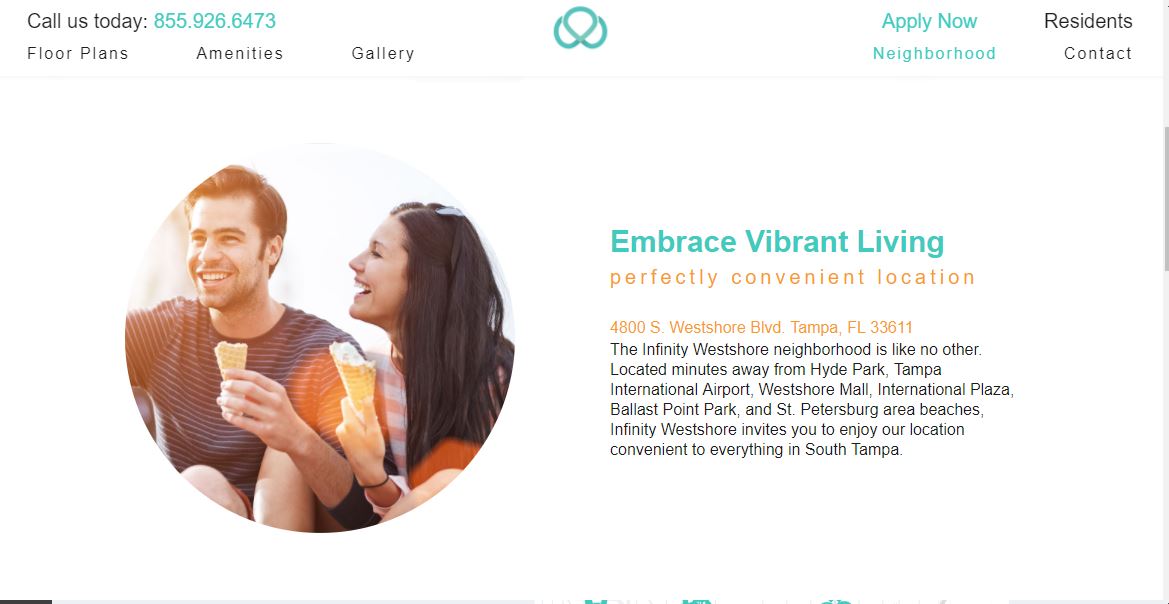 Call us today: 855.926.6473
Apply Now
Residents
Floor Plans
Amenities
Gallery
Neighborhood
Contact
Embrace Vibrant Living
perfectly convenient location
4800 S. Westshore Blvd. Tampa, FL 33611
The Infinity Westshore neighborhood is like no other.
Located minutes away from Hyde Park, Tampa
International Airport, Westshore Mall, International Plaza,
Ballast Point Park, and St. Petersburg area beaches,
Infinity Westshore invites you to enjoy our location
convenient to everything in South Tampa.